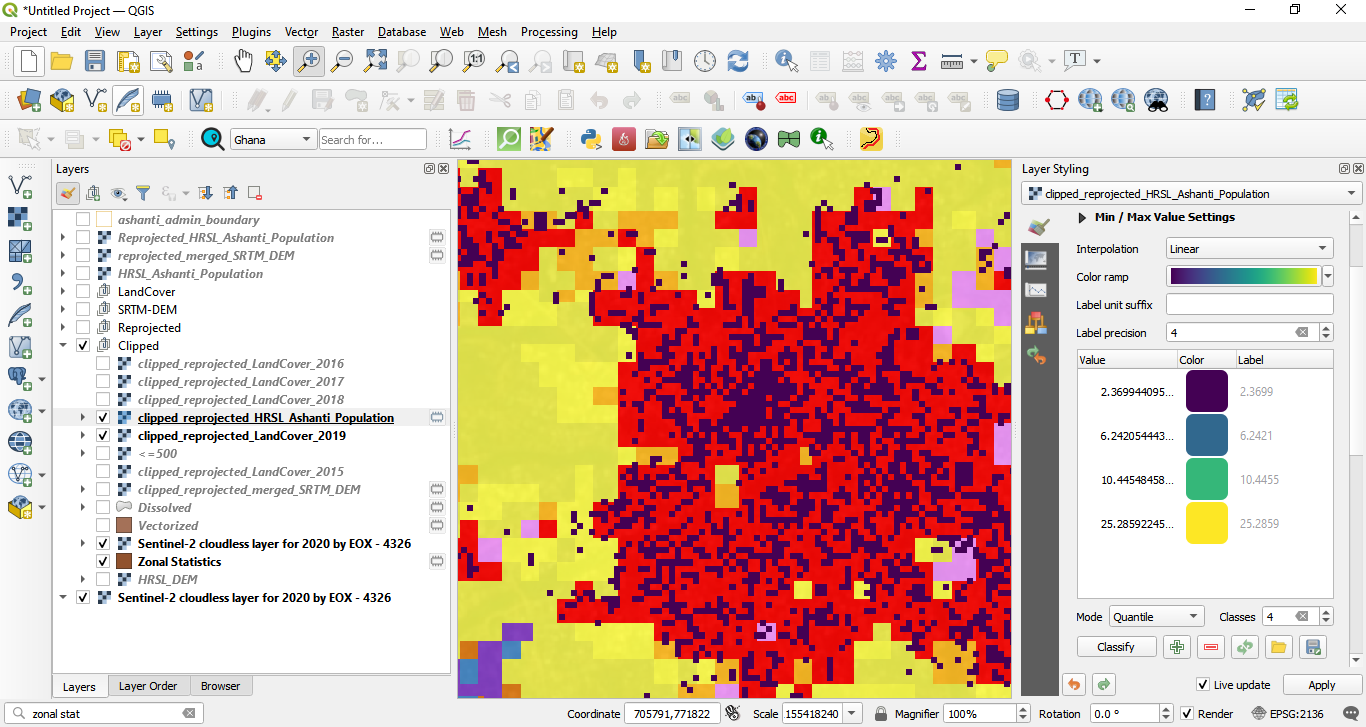 *Untitled Project — QGIS
Project Edit View Layer Settings Plugins Vector Raster Database Web Mesh Processing Help
Ghana Search for...
Layers
ashanti_admin_boundary
Reprojected_HRSL_Ashanti_Population
reprojected_merged_SRTM_DEM
HRSL_Ashanti_Population
LandCover
SRTM-DEM
Reprojected
Clipped
clipped_reprojected_LandCover_2016
clipped_reprojected_LandCover_2017
clipped_reprojected_LandCover_2018
clipped_reprojected_HRSL_Ashanti_Population
clipped_reprojected_LandCover_2019
<=500
clipped_reprojected_LandCover_2015
clipped_reprojected_merged_SRTM_DEM
Dissolved
Vectorized
Sentinel-2 cloudless layer for 2020 by EOX - 4326
Zonal Statistics
HRSL_DEM
Sentinel-2 cloudless layer for 2020 by EOX - 4326
Layers Layer Order Browser
Layer Styling
clipped_reprojected_HRSL_Ashanti_Population
Min / Max Value Settings
Interpolation Linear
Color ramp
Label unit suffix
Label precision 4
Value Color Label
2.369944095... 2.3699
6.242054443... 6.2421
10.44548458... 10.4455
25.28592245... 25.2859
Mode Quantile Classes 4
Classify
Live update Apply
zonal stat Coordinate 705791,771822 Scale 155418240 Magnifier 100% Rotation 0.0 ° Render EPSG:2136